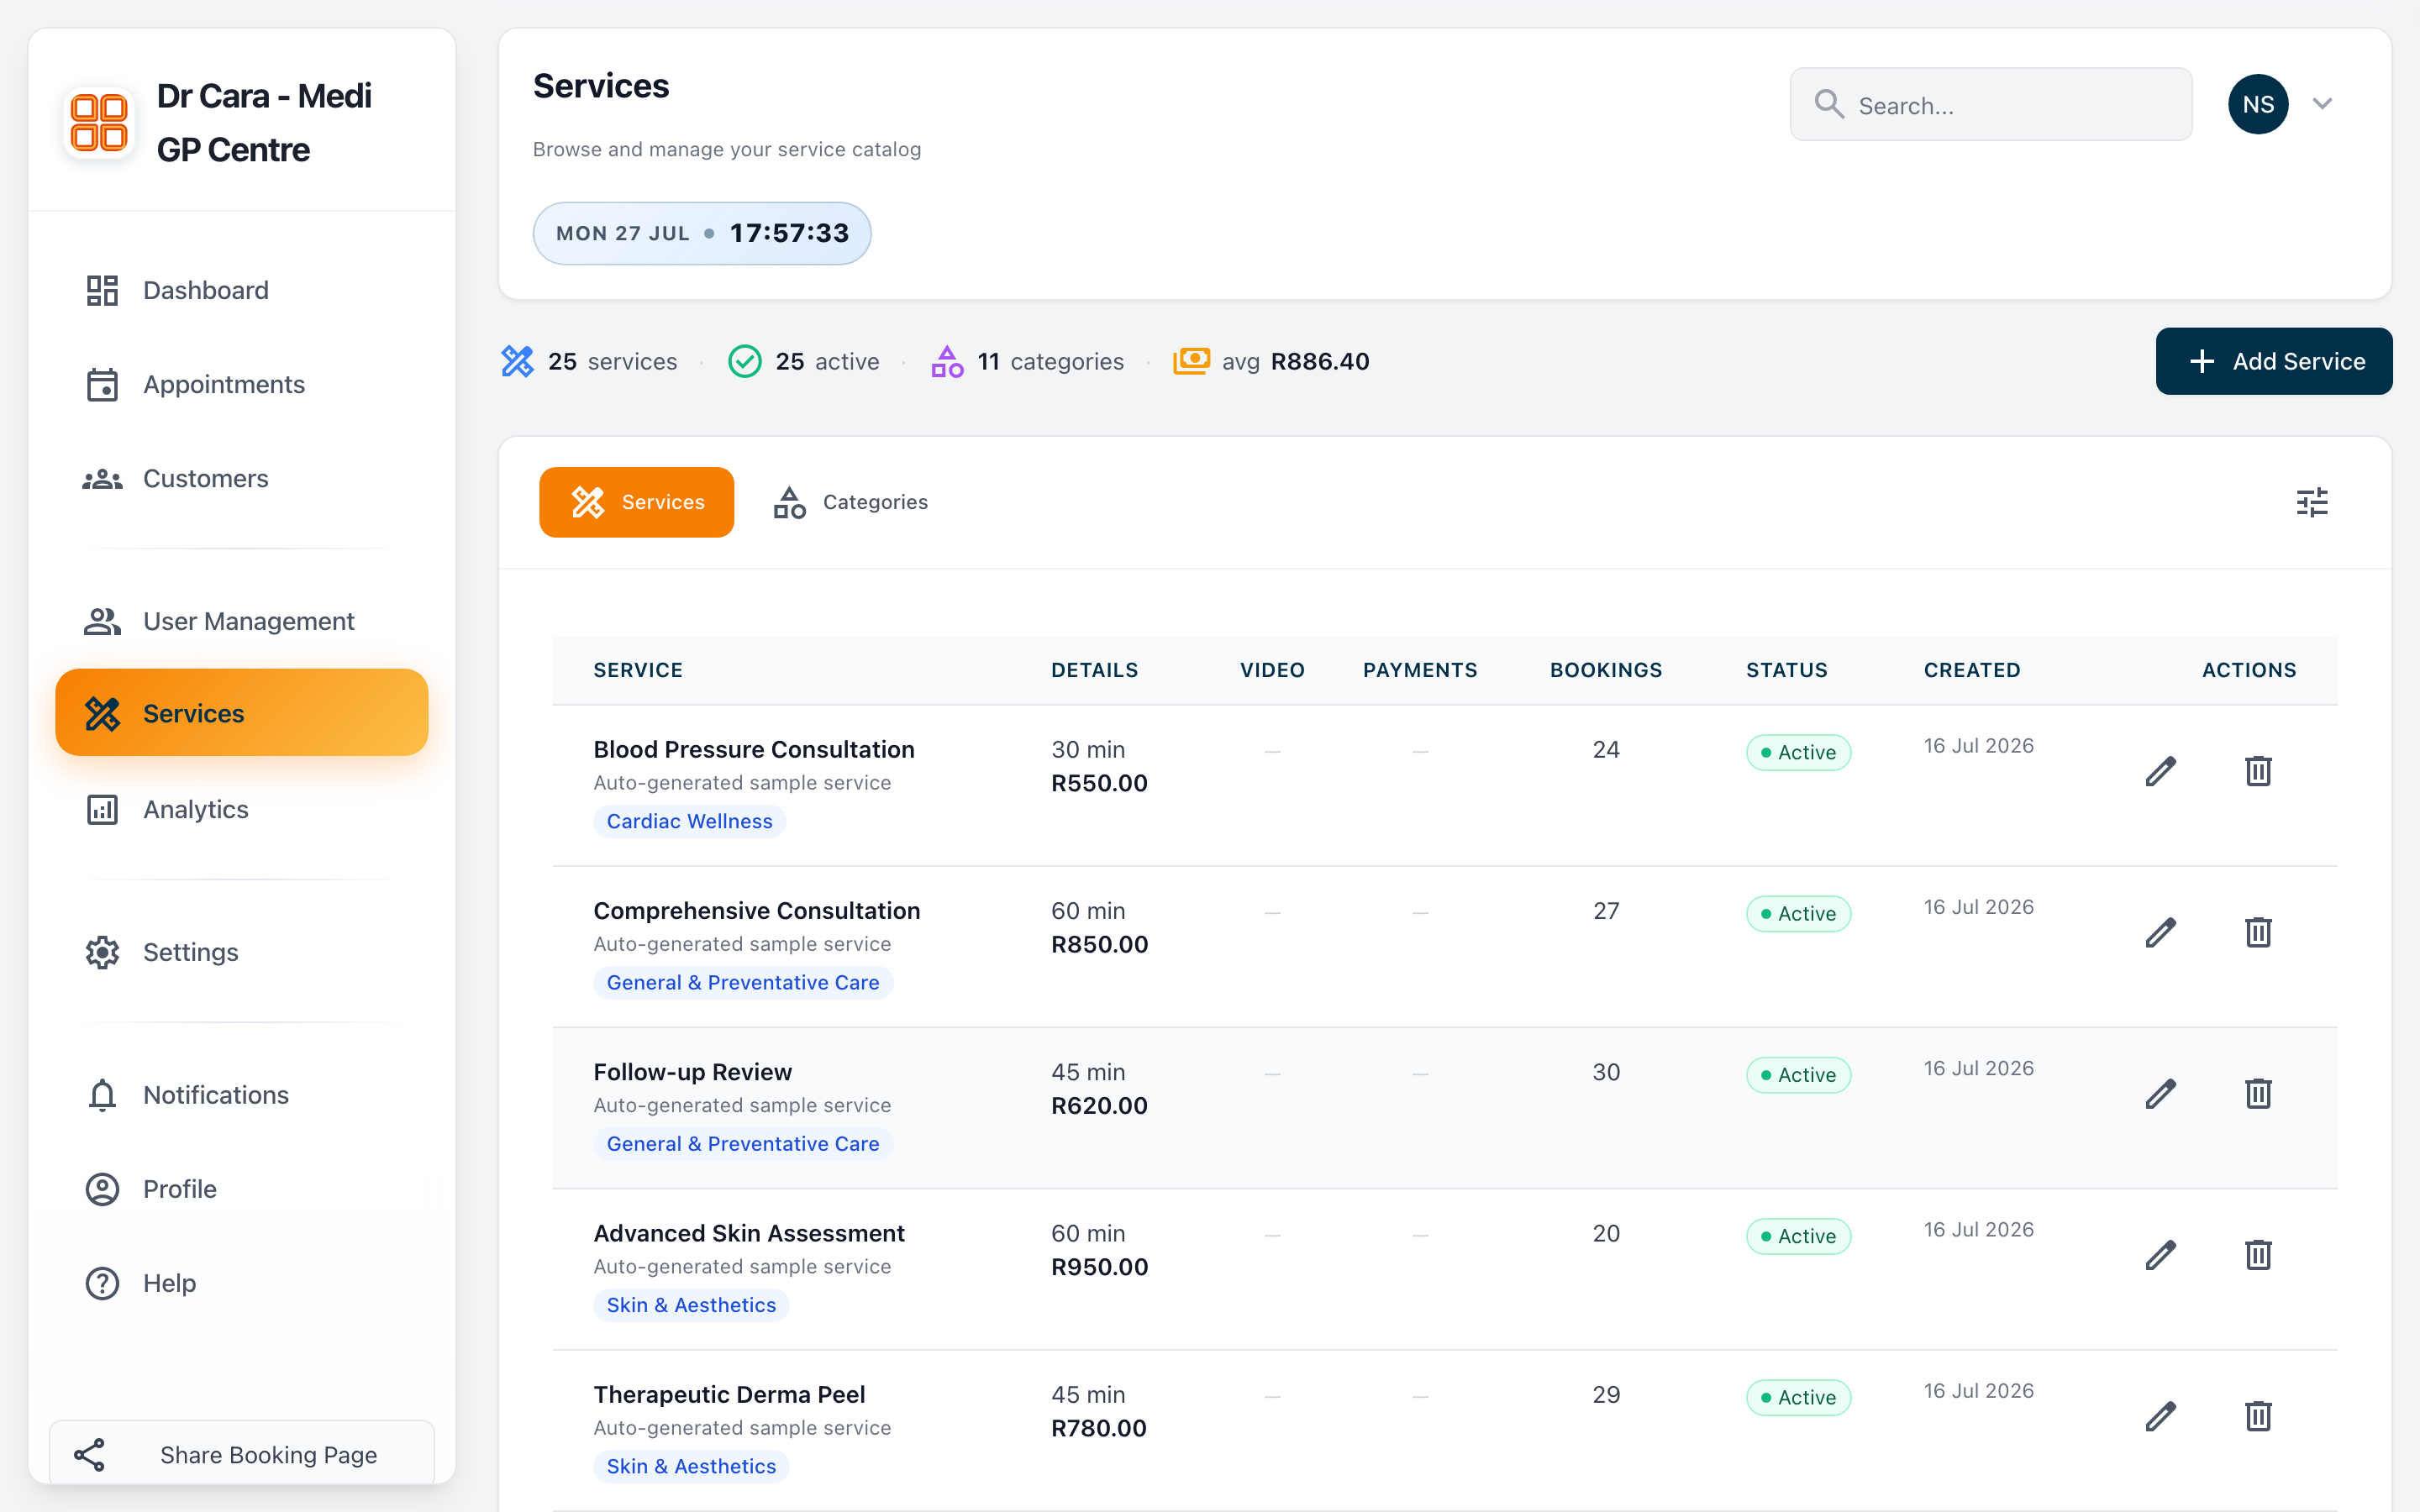 Dr Cara - Medi
GP Centre
Dashboard
Appointments
Customers
User Management
Services
Analytics
Settings
Notifications
Profile
Help
Share Booking Page
Services
Browse and manage your service catalog
MON 27 JUL • 17:57:33
Search...
NS
25 services · 25 active · 11 categories · avg R886.40
Add Service
Services
Categories
SERVICE DETAILS VIDEO PAYMENTS BOOKINGS STATUS CREATED ACTIONS
Blood Pressure Consultation 30 min — — 24 Active 16 Jul 2026
Auto-generated sample service R550.00
Cardiac Wellness
Comprehensive Consultation 60 min — — 27 Active 16 Jul 2026
Auto-generated sample service R850.00
General & Preventative Care
Follow-up Review 45 min — — 30 Active 16 Jul 2026
Auto-generated sample service R620.00
General & Preventative Care
Advanced Skin Assessment 60 min — — 20 Active 16 Jul 2026
Auto-generated sample service R950.00
Skin & Aesthetics
Therapeutic Derma Peel 45 min — — 29 Active 16 Jul 2026
Auto-generated sample service R780.00
Skin & Aesthetics